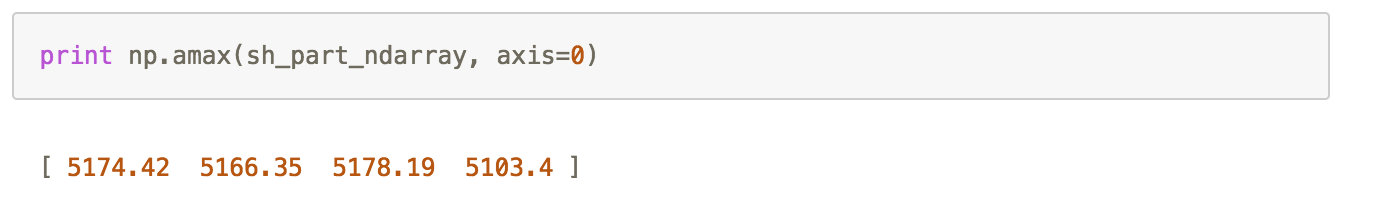 print np.amax(sh_part_ndarray, axis=0)
[ 5174.42  5166.35  5178.19  5103.4 ]